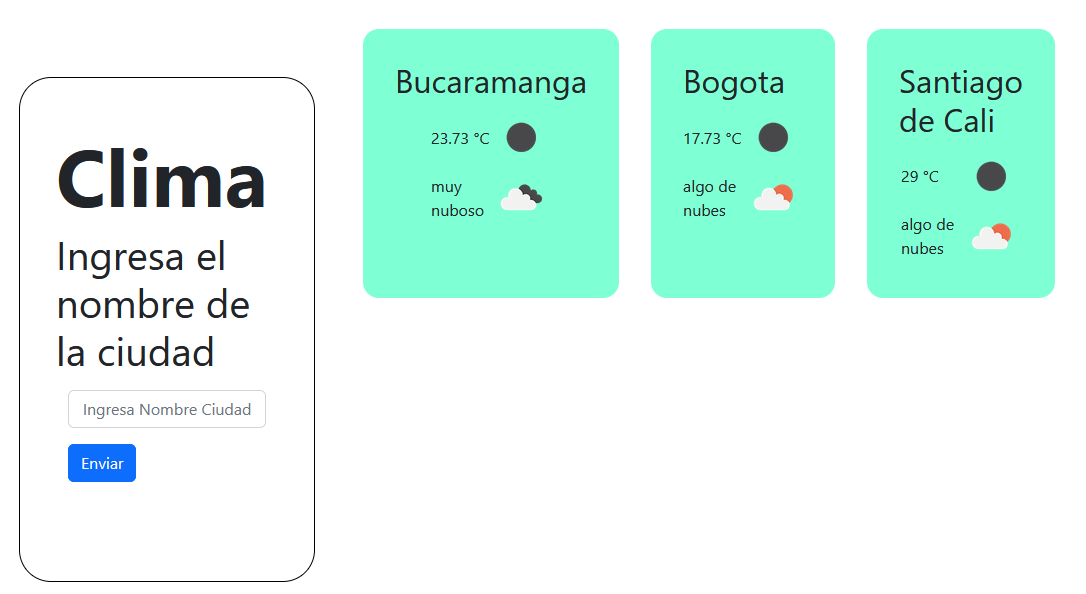 Clima
Ingresa el
nombre de
la ciudad
Ingresa Nombre Ciudad
Enviar
Bucaramanga
23.73 °C
muy
nuboso
Bogota
17.73 °C
algo de
nubes
Santiago
de Cali
29 °C
algo de
nubes